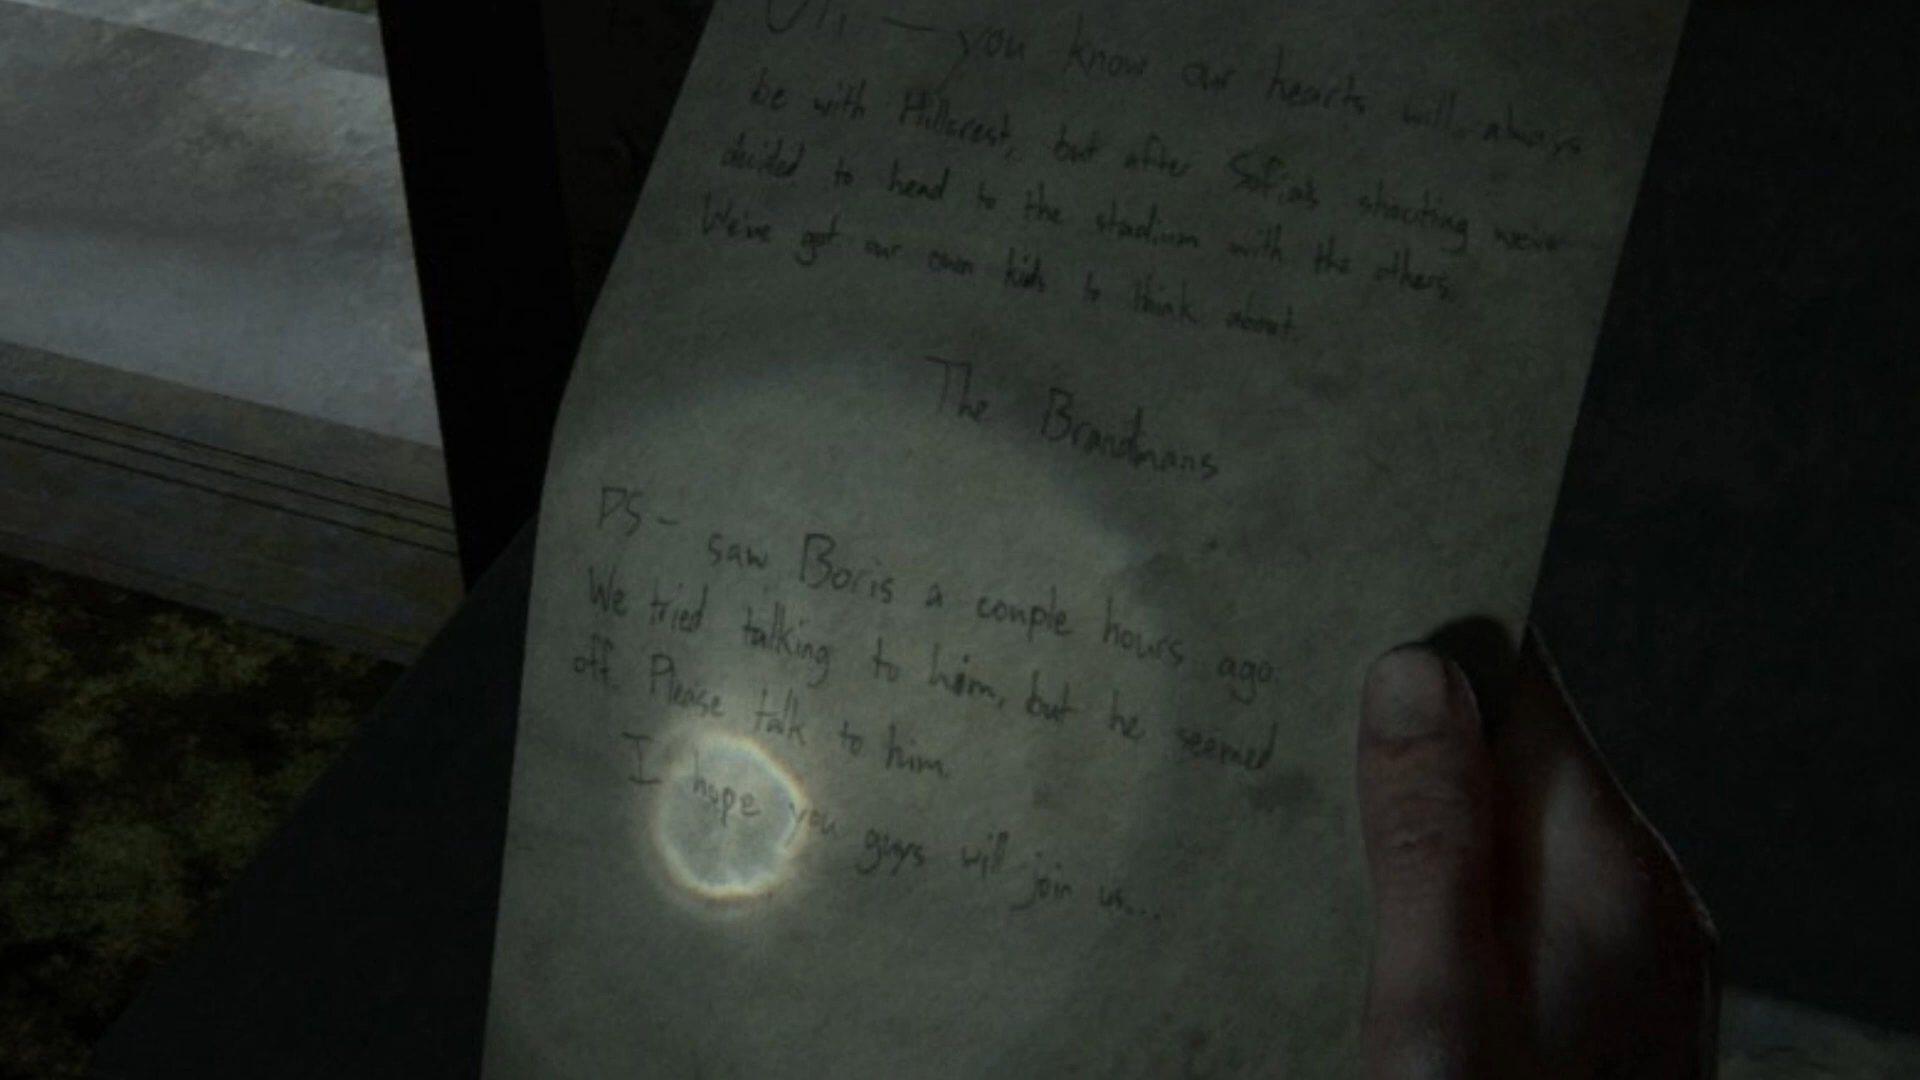 Oli — you know our hearts will always
be with Hillcrest, but after Sofia's shooting we've
decided to head to the stadium with the others.
We've got our own kids to think about.
The Brandmans
PS- saw Boris a couple hours ago.
We tried talking to him, but he seemed
off. Please talk to him.
I hope you guys will join us...